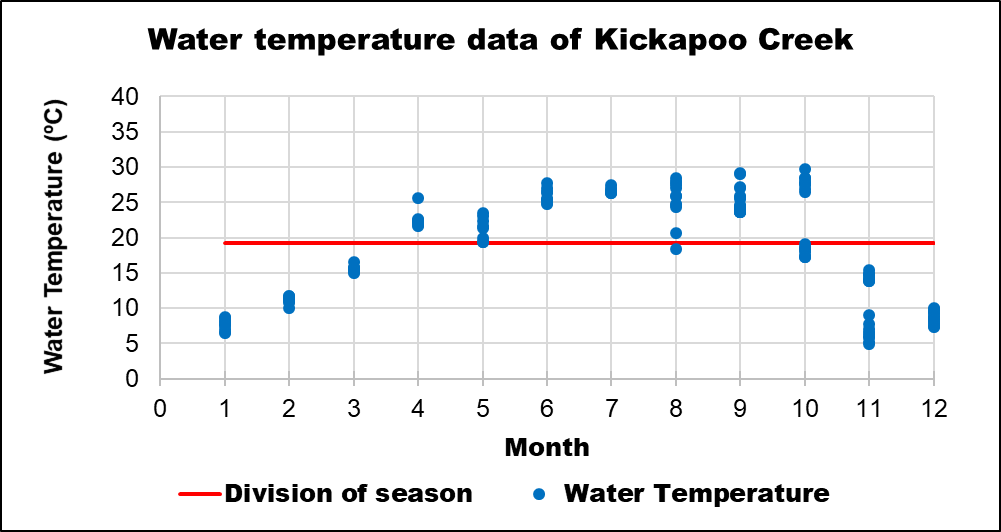 Water temperature data of Kickapoo Creek
Water Temperature (ºC)
40
35
30
25
20
15
10
5
0
0 1 2 3 4 5 6 7 8 9 10 11 12
Month
Division of season Water Temperature